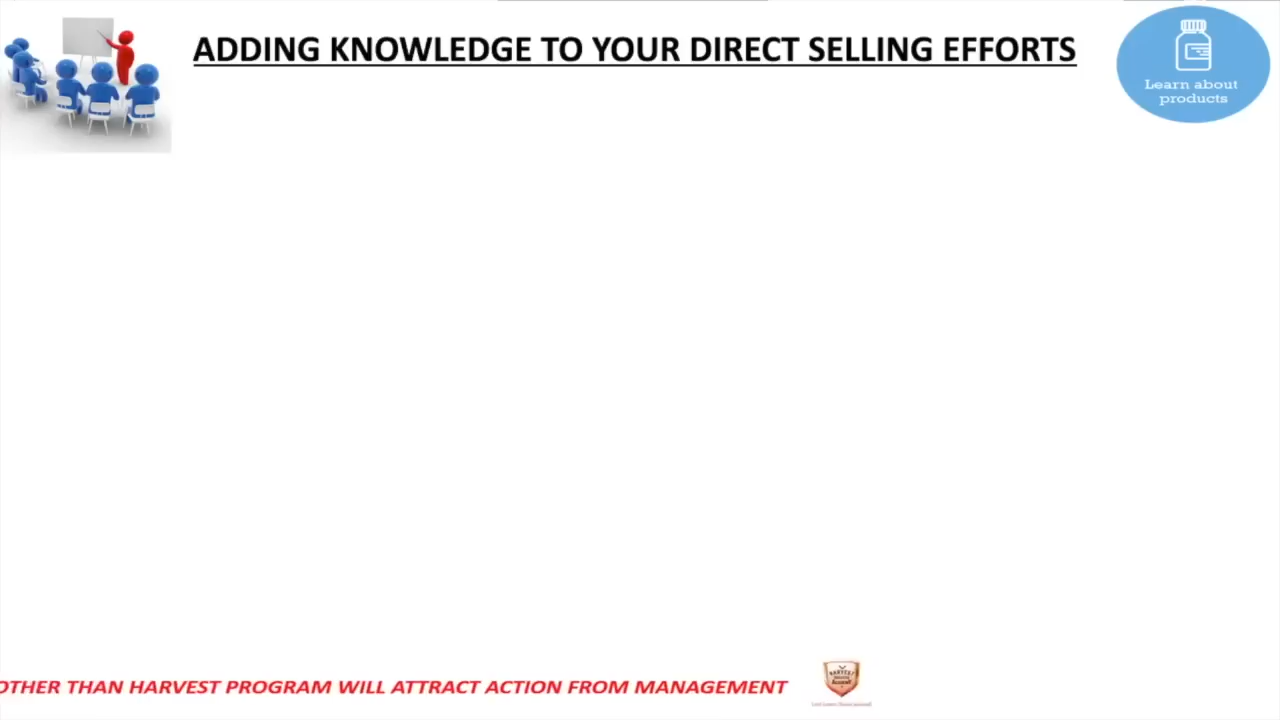 ADDING KNOWLEDGE TO YOUR DIRECT SELLING EFFORTS
Learn about
products
OTHER THAN HARVEST PROGRAM WILL ATTRACT ACTION FROM MANAGEMENT
HARVEST